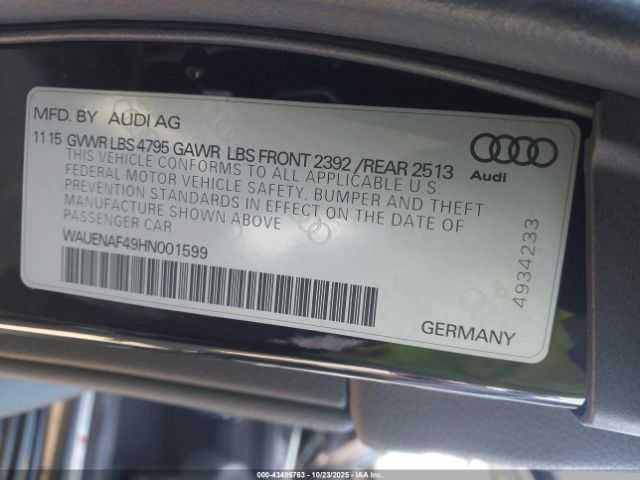 MFD. BY AUDI AG
11 15 GVWR LBS 4795 GAWR LBS FRONT 2392 /REAR 2513
THIS VEHICLE CONFORMS TO ALL APPLICABLE U.S.
FEDERAL MOTOR VEHICLE SAFETY, BUMPER AND THEFT
PREVENTION STANDARDS IN EFFECT ON THE DATE OF
MANUFACTURE SHOWN ABOVE
PASSENGER CAR
WAUENAF49HN001599
Audi
4934233
GERMANY
00-43405763 - 10/23/2025 - IAA Inc.